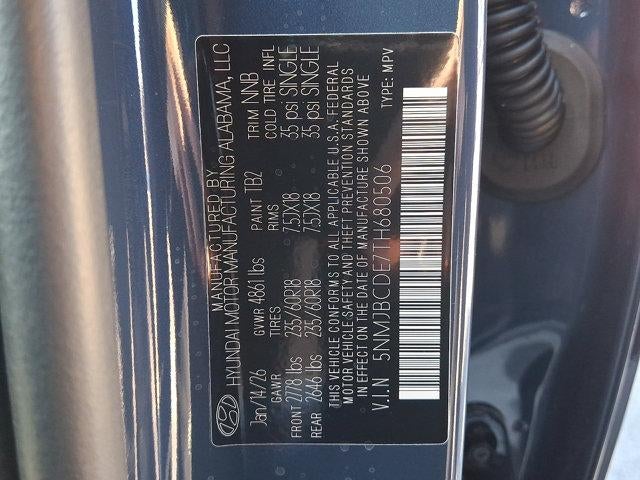 MANUFACTURED BY
HYUNDAI MOTOR MANUFACTURING ALABAMA, LLC
Jan/14/26 GVWR 4861 lbs PAINT TB2 TRIM NNB
GAWR TIRES RIMS COLD TIRE INFL
FRONT 2778 lbs 235/60R18 7.5JX18 35 psi SINGLE
REAR 2646 lbs 235/60R18 7.5JX18 35 psi SINGLE
THIS VEHICLE CONFORMS TO ALL APPLICABLE U.S.A. FEDERAL
MOTOR VEHICLE SAFETY AND THEFT PREVENTION STANDARDS
IN EFFECT ON THE DATE OF MANUFACTURE SHOWN ABOVE
V.I.N 5NMJBCDE7TH680506 TYPE: MPV